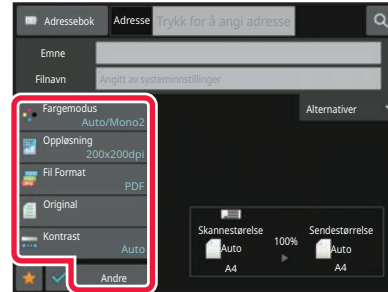 Adressebok
Adresse
Trykk for å angi adresse
Emne
Filnavn
Angitt av systeminnstillinger
Alternativer
Fargemodus
Auto/Mono2
Oppløsning
200x200dpi
Fil Format
PDF
Original
Kontrast
Auto
Andre
Skannestørelse
Auto
A4
100%
Sendestørrelse
Auto
A4